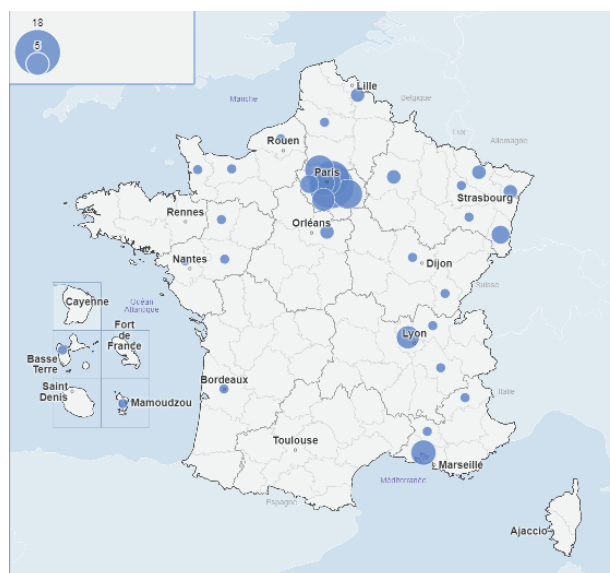 18
5
Lille
Manche
Belgique
Lux
Allemagne
Rouen
Paris
Strasbourg
Rennes
Orléans
Nantes
Dijon
Suisse
Cayenne
Océan
Atlantique
Fort
de
France
Lyon
Basse
Terre
Saint
Denis
Mamoudzou
Bordeaux
Italie
Toulouse
Marseille
Méditerranée
Espagne
Ajaccio